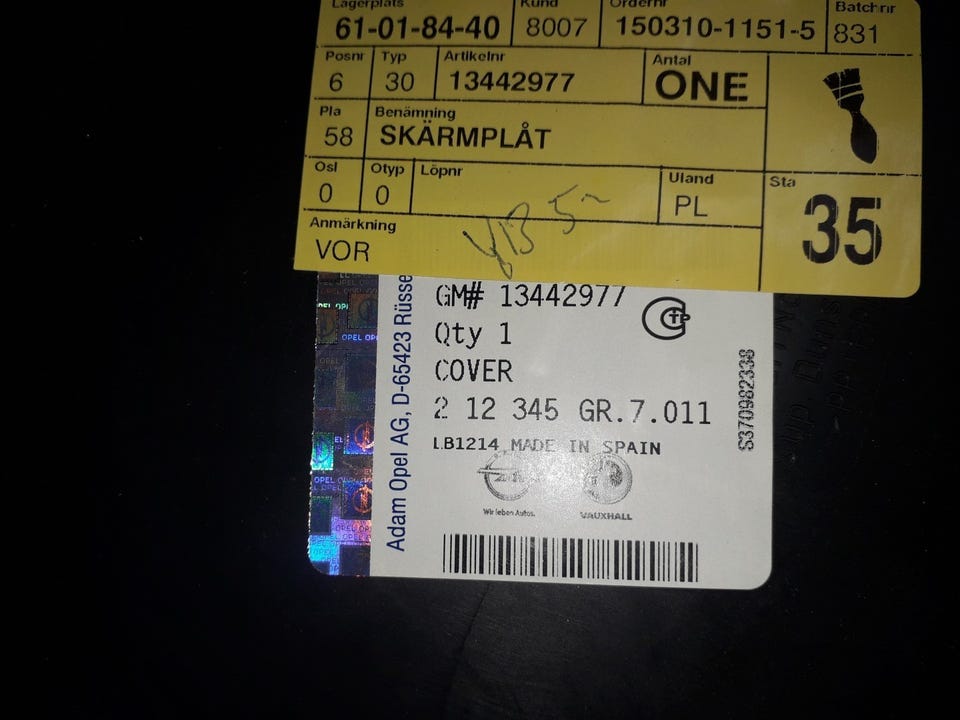 Lagerplats Kund Ordernr Batchnr
61-01-84-40 8007 150310-1151-5 831
Posnr Typ Artikelnr Antal
6 30 13442977 ONE
Pla Benämning
58 SKÄRMPLÅT
Osl Otyp Löpnr Uland Sta
0 0 PL 35
Anmärkning
VOR
GM# 13442977
Qty 1
COVER
2 12 345 GR.7.011
LB1214,MADE IN SPAIN
Wir leben Autos. VAUXHALL
Adam Opel AG, D-65423 Rüsse
S370982338
OPEL